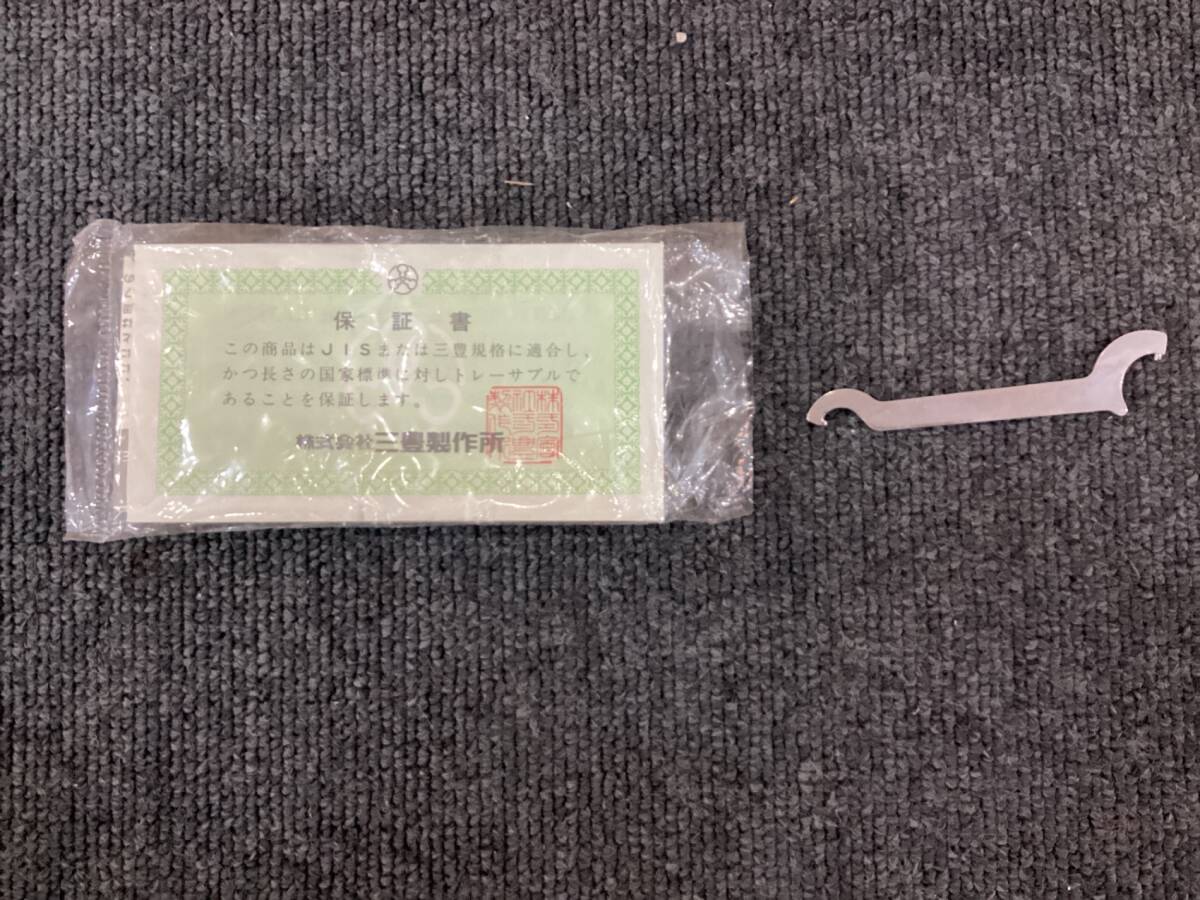 保証書
この商品はJISまたは三豊規格に適合し、
かつ長さの国家標準に対しトレーサブルで
あることを保証します。
株式会社三豊製作所